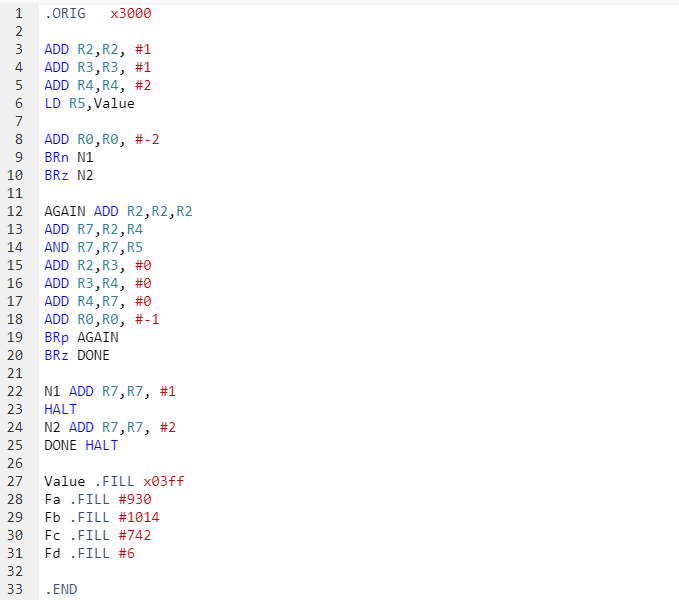 1 .ORIG   x3000
2
3 ADD R2,R2, #1
4 ADD R3,R3, #1
5 ADD R4,R4, #2
6 LD R5,Value
7
8 ADD R0,R0, #-2
9 BRn N1
10 BRz N2
11
12 AGAIN ADD R2,R2,R2
13 ADD R7,R2,R4
14 AND R7,R7,R5
15 ADD R2,R3, #0
16 ADD R3,R4, #0
17 ADD R4,R7, #0
18 ADD R0,R0, #-1
19 BRp AGAIN
20 BRz DONE
21
22 N1 ADD R7,R7, #1
23 HALT
24 N2 ADD R7,R7, #2
25 DONE HALT
26
27 Value .FILL x03ff
28 Fa .FILL #930
29 Fb .FILL #1014
30 Fc .FILL #742
31 Fd .FILL #6
32
33 .END